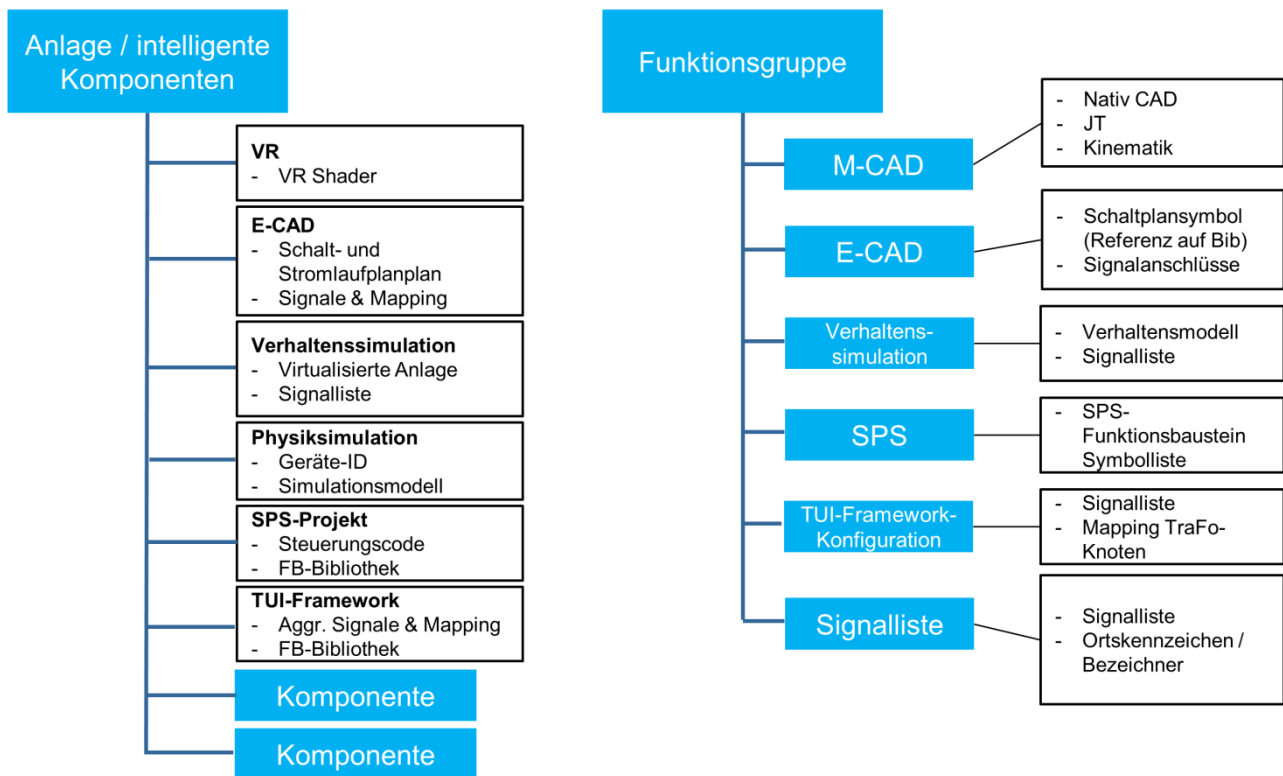 Anlage / intelligente
Komponenten
VR
- VR Shader
E-CAD
- Schalt- und
Stromlaufplanplan
- Signale & Mapping
Verhaltenssimulation
- Virtualisierte Anlage
- Signalliste
Physiksimulation
- Geräte-ID
- Simulationsmodell
SPS-Projekt
- Steuerungscode
- FB-Bibliothek
TUI-Framework
- Aggr. Signale & Mapping
- FB-Bibliothek
Komponente
Komponente
Funktionsgruppe
M-CAD
- Nativ CAD
- JT
- Kinematik
E-CAD
- Schaltplansymbol
(Referenz auf Bib)
- Signalanschlüsse
Verhaltens-
simulation
- Verhaltensmodell
- Signalliste
SPS
- SPS-
Funktionsbaustein
Symbolliste
TUI-Framework-
Konfiguration
- Signalliste
- Mapping TraFo-
Knoten
Signalliste
- Signalliste
- Ortskennzeichen /
Bezeichner